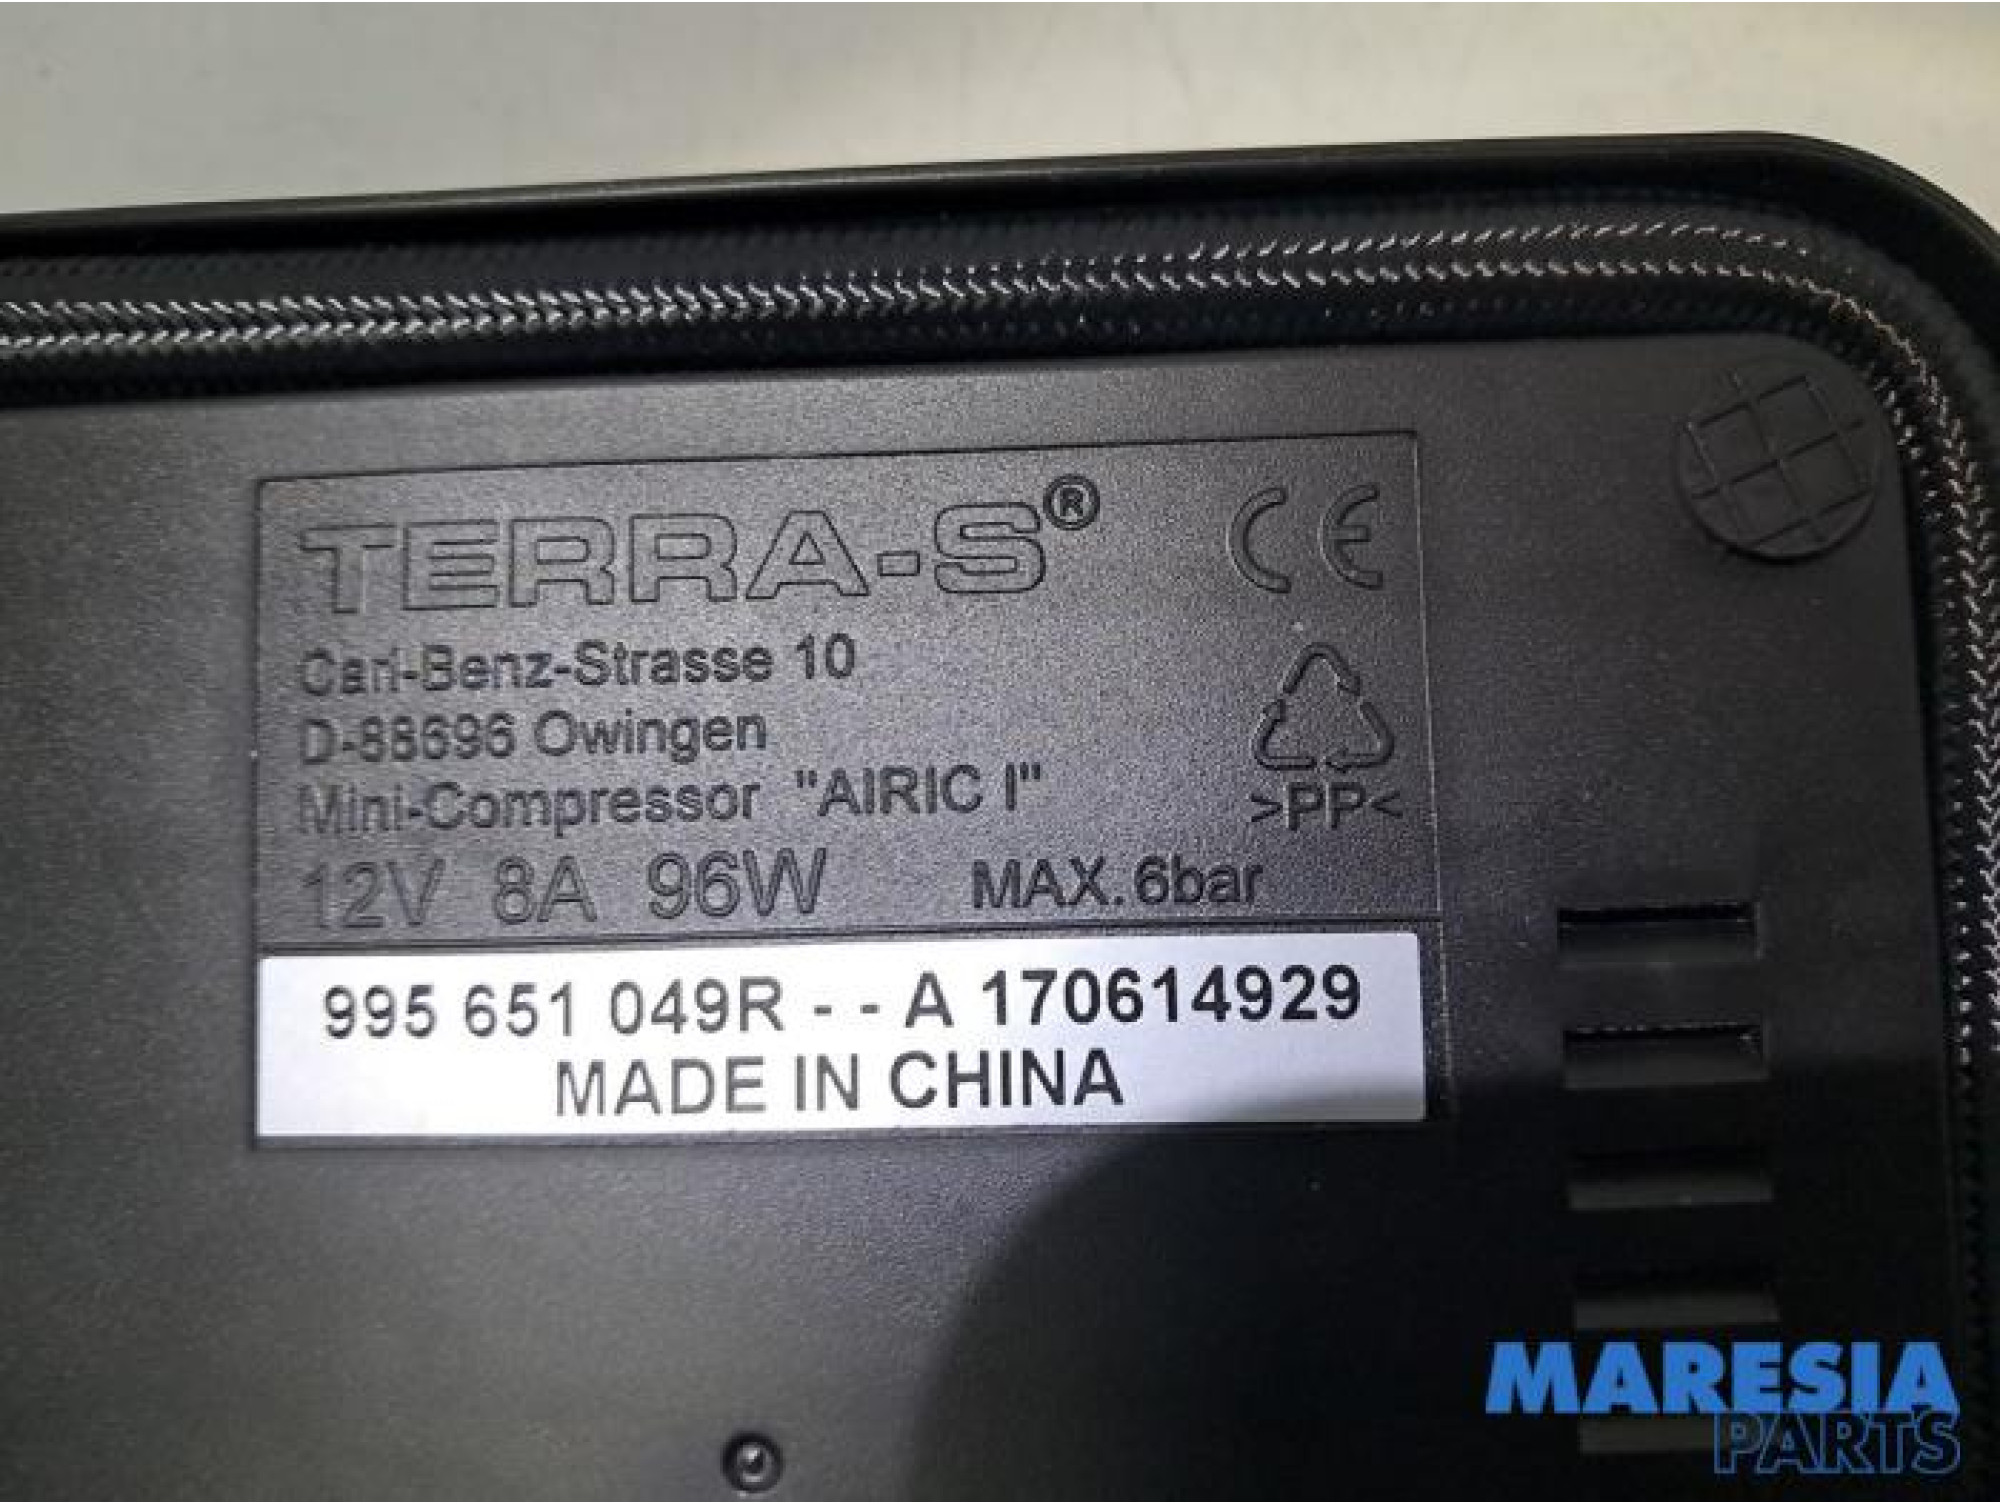 TERRA-S®
CE
Carl-Benz-Strasse 10
D-88696 Owingen
Mini-Compressor "AIRIC I"
>PP<
12V 8A 96W MAX. 6bar
995 651 049R - - A 170614929
MADE IN CHINA
MARESIA
PARTS